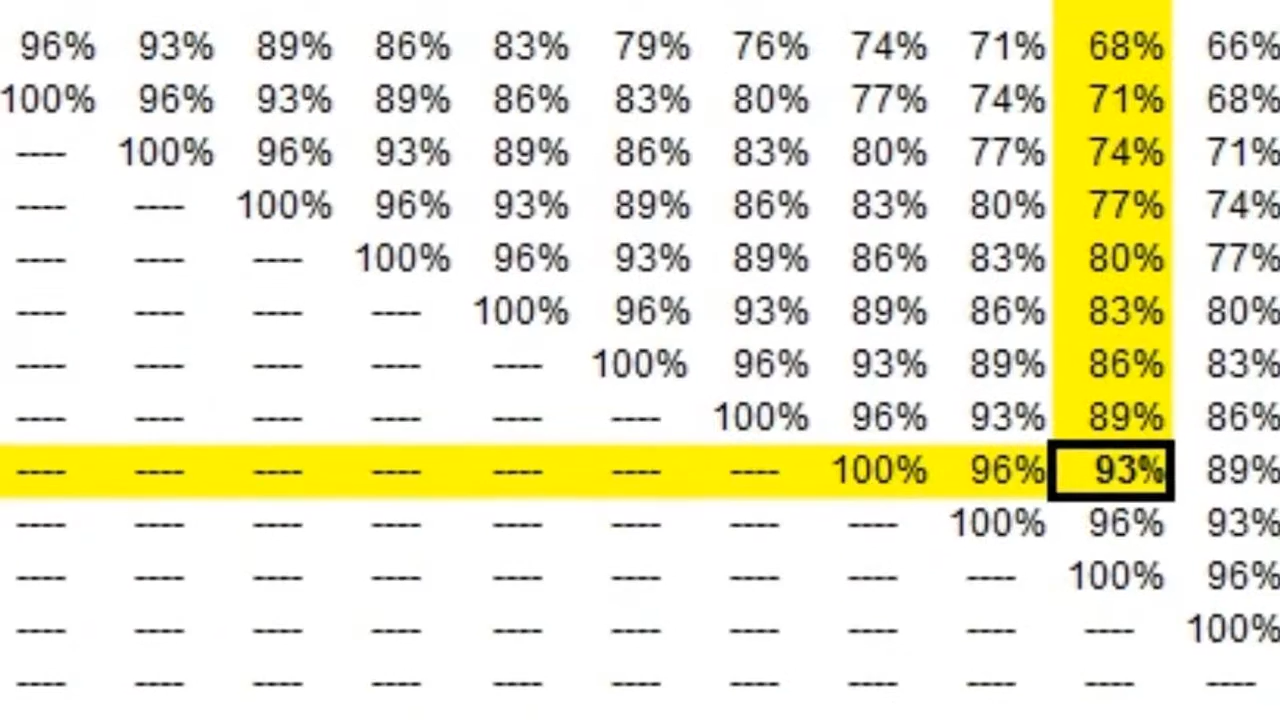 96% 93% 89% 86% 83% 79% 76% 74% 71% 68% 66%
100% 96% 93% 89% 86% 83% 80% 77% 74% 71% 68%
---- 100% 96% 93% 89% 86% 83% 80% 77% 74% 71%
---- ---- 100% 96% 93% 89% 86% 83% 80% 77% 74%
---- ---- ---- 100% 96% 93% 89% 86% 83% 80% 77%
---- ---- ---- ---- 100% 96% 93% 89% 86% 83% 80%
---- ---- ---- ---- ---- 100% 96% 93% 89% 86% 83%
---- ---- ---- ---- ---- ---- 100% 96% 93% 89% 86%
---- ---- ---- ---- ---- ---- ---- 100% 96% 93% 89%
---- ---- ---- ---- ---- ---- ---- ---- 100% 96% 93%
---- ---- ---- ---- ---- ---- ---- ---- ---- 100% 96%
---- ---- ---- ---- ---- ---- ---- ---- ---- ---- 100%
---- ---- ---- ---- ---- ---- ---- ---- ---- ---- ----